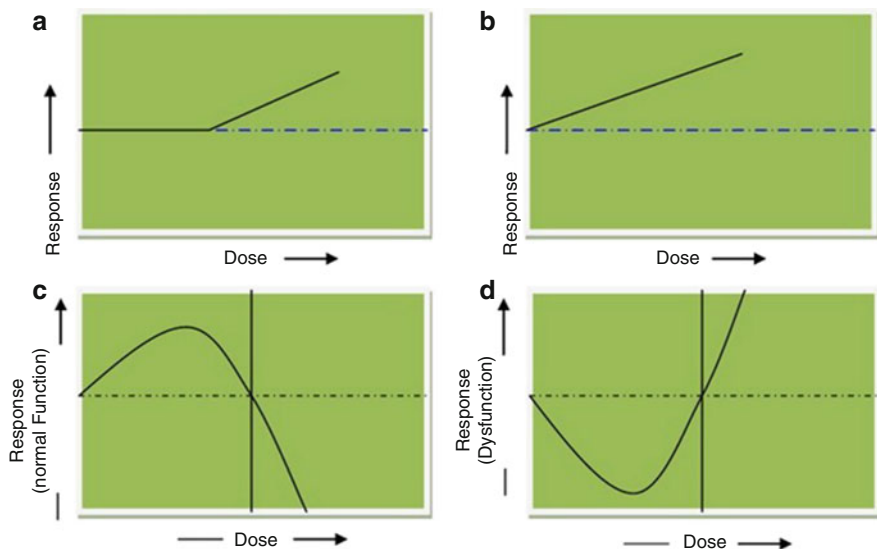 a
b
Response
Response
Dose
Dose
c
d
Response
(normal Function)
Response
(Dysfunction)
Dose
Dose